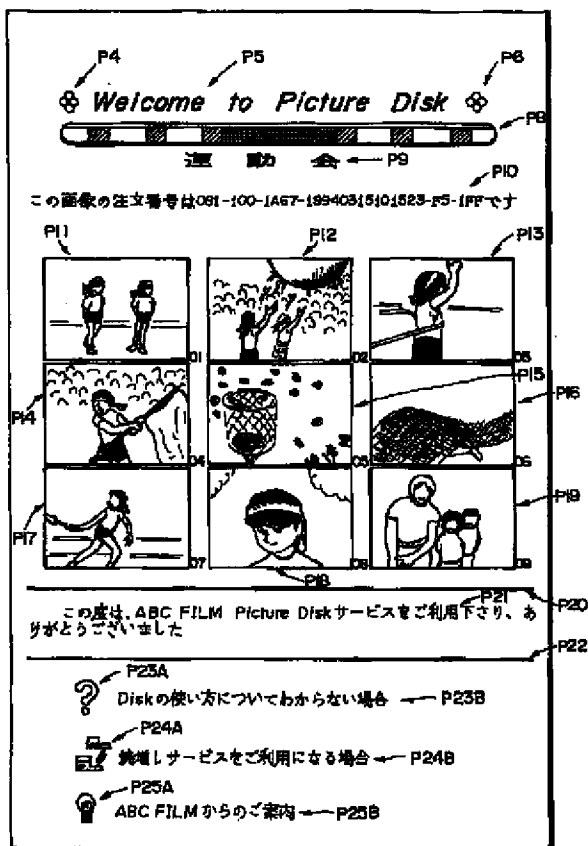 P4 P5 P6
Welcome to Picture Disk
P8
運動会 P9
P10
この画像の注文番号は091-100-1A67-19940315101523-F5-1FFです
P11 P12 P13
01 02 03
P14 P15 P16
04 05 06
P17 P18 P19
07 08 09
P20
P21
この度は、ABC FILM Picture Diskサービスをご利用下さり、あ
りがとうございました
P22
P23A
? Diskの使い方についてわからない場合 P23B
P24A
焼増しサービスをご利用になる場合 P24B
P25A
ABC FILMからのご案内 P25B